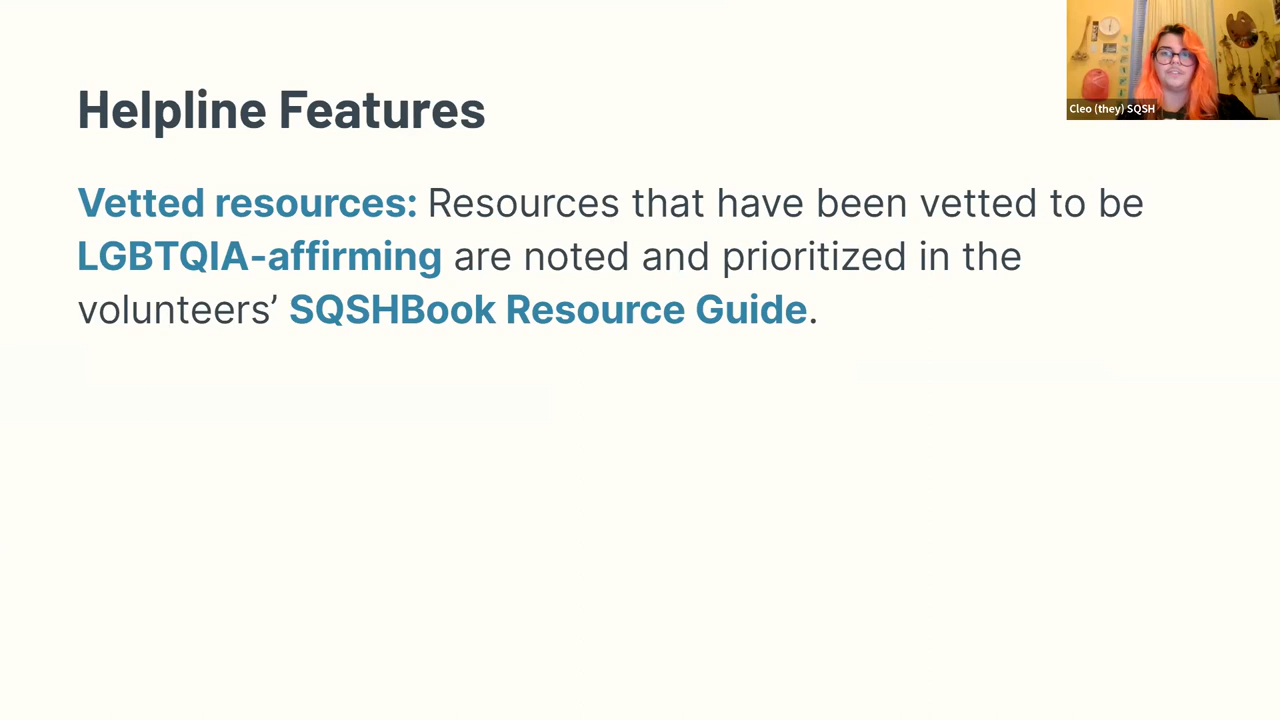 Helpline Features
Vetted resources: Resources that have been vetted to be
LGBTQIA-affirming are noted and prioritized in the
volunteers’ SQSHBook Resource Guide.
Cleo (they) SQSH